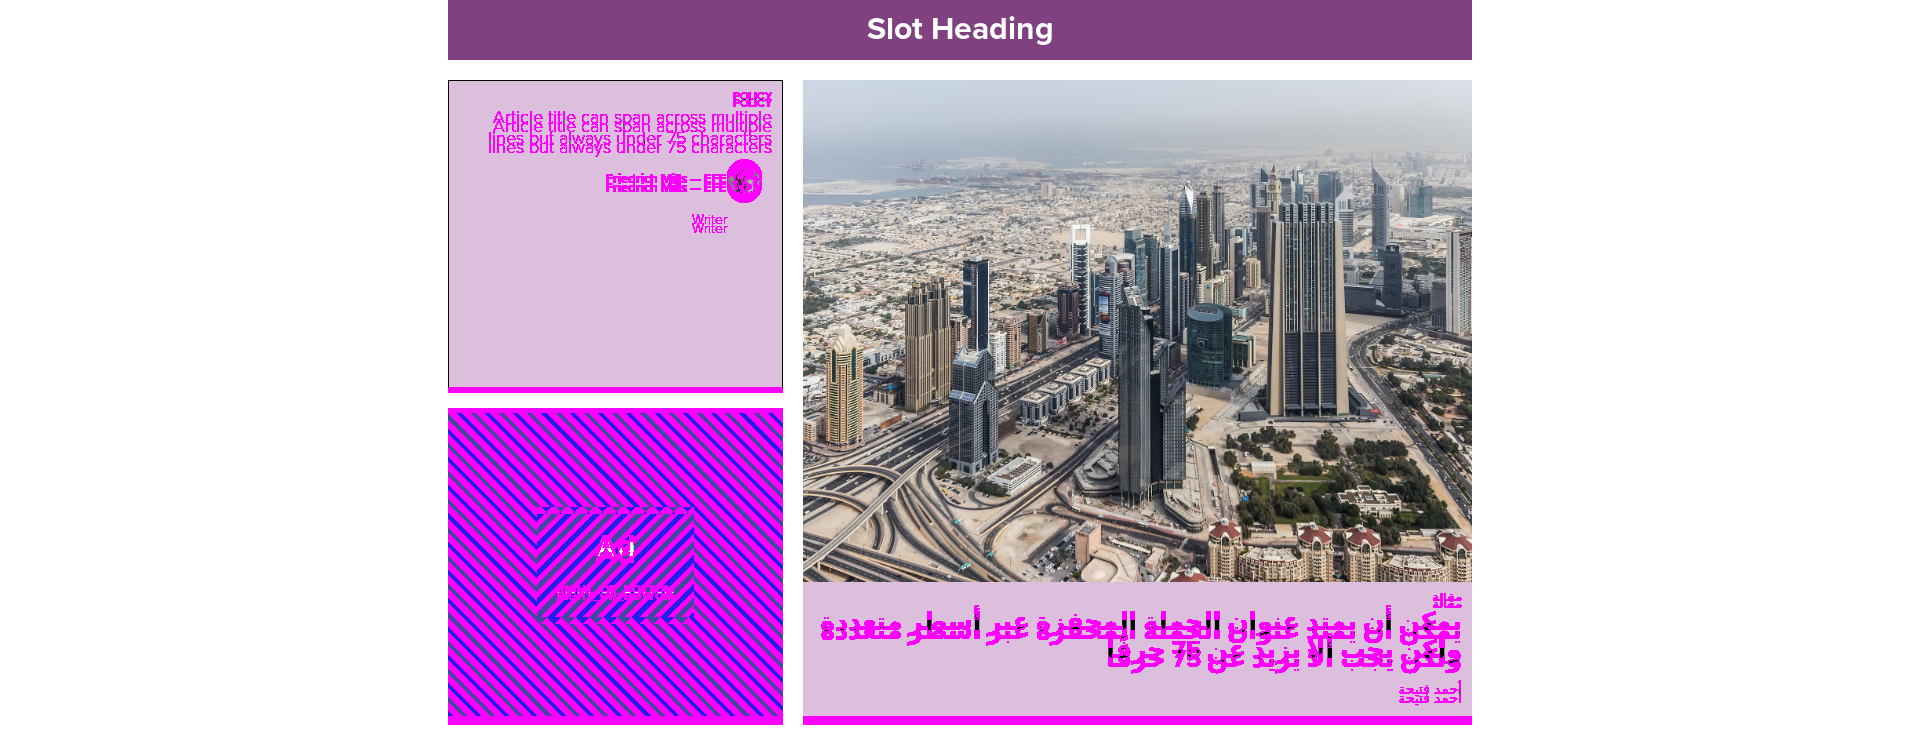 Slot Heading
POLICY
Article title can span across multiple
lines but always under 75 characters
Friedrich Mills — EFE
Writer
Ad
مقالة
يمكن أن يمتد عنوان الجملة المحفزة عبر أسطر متعددة
ولكن يجب ألا يزيد عن 75 حرفًا
أحمد فتيحة